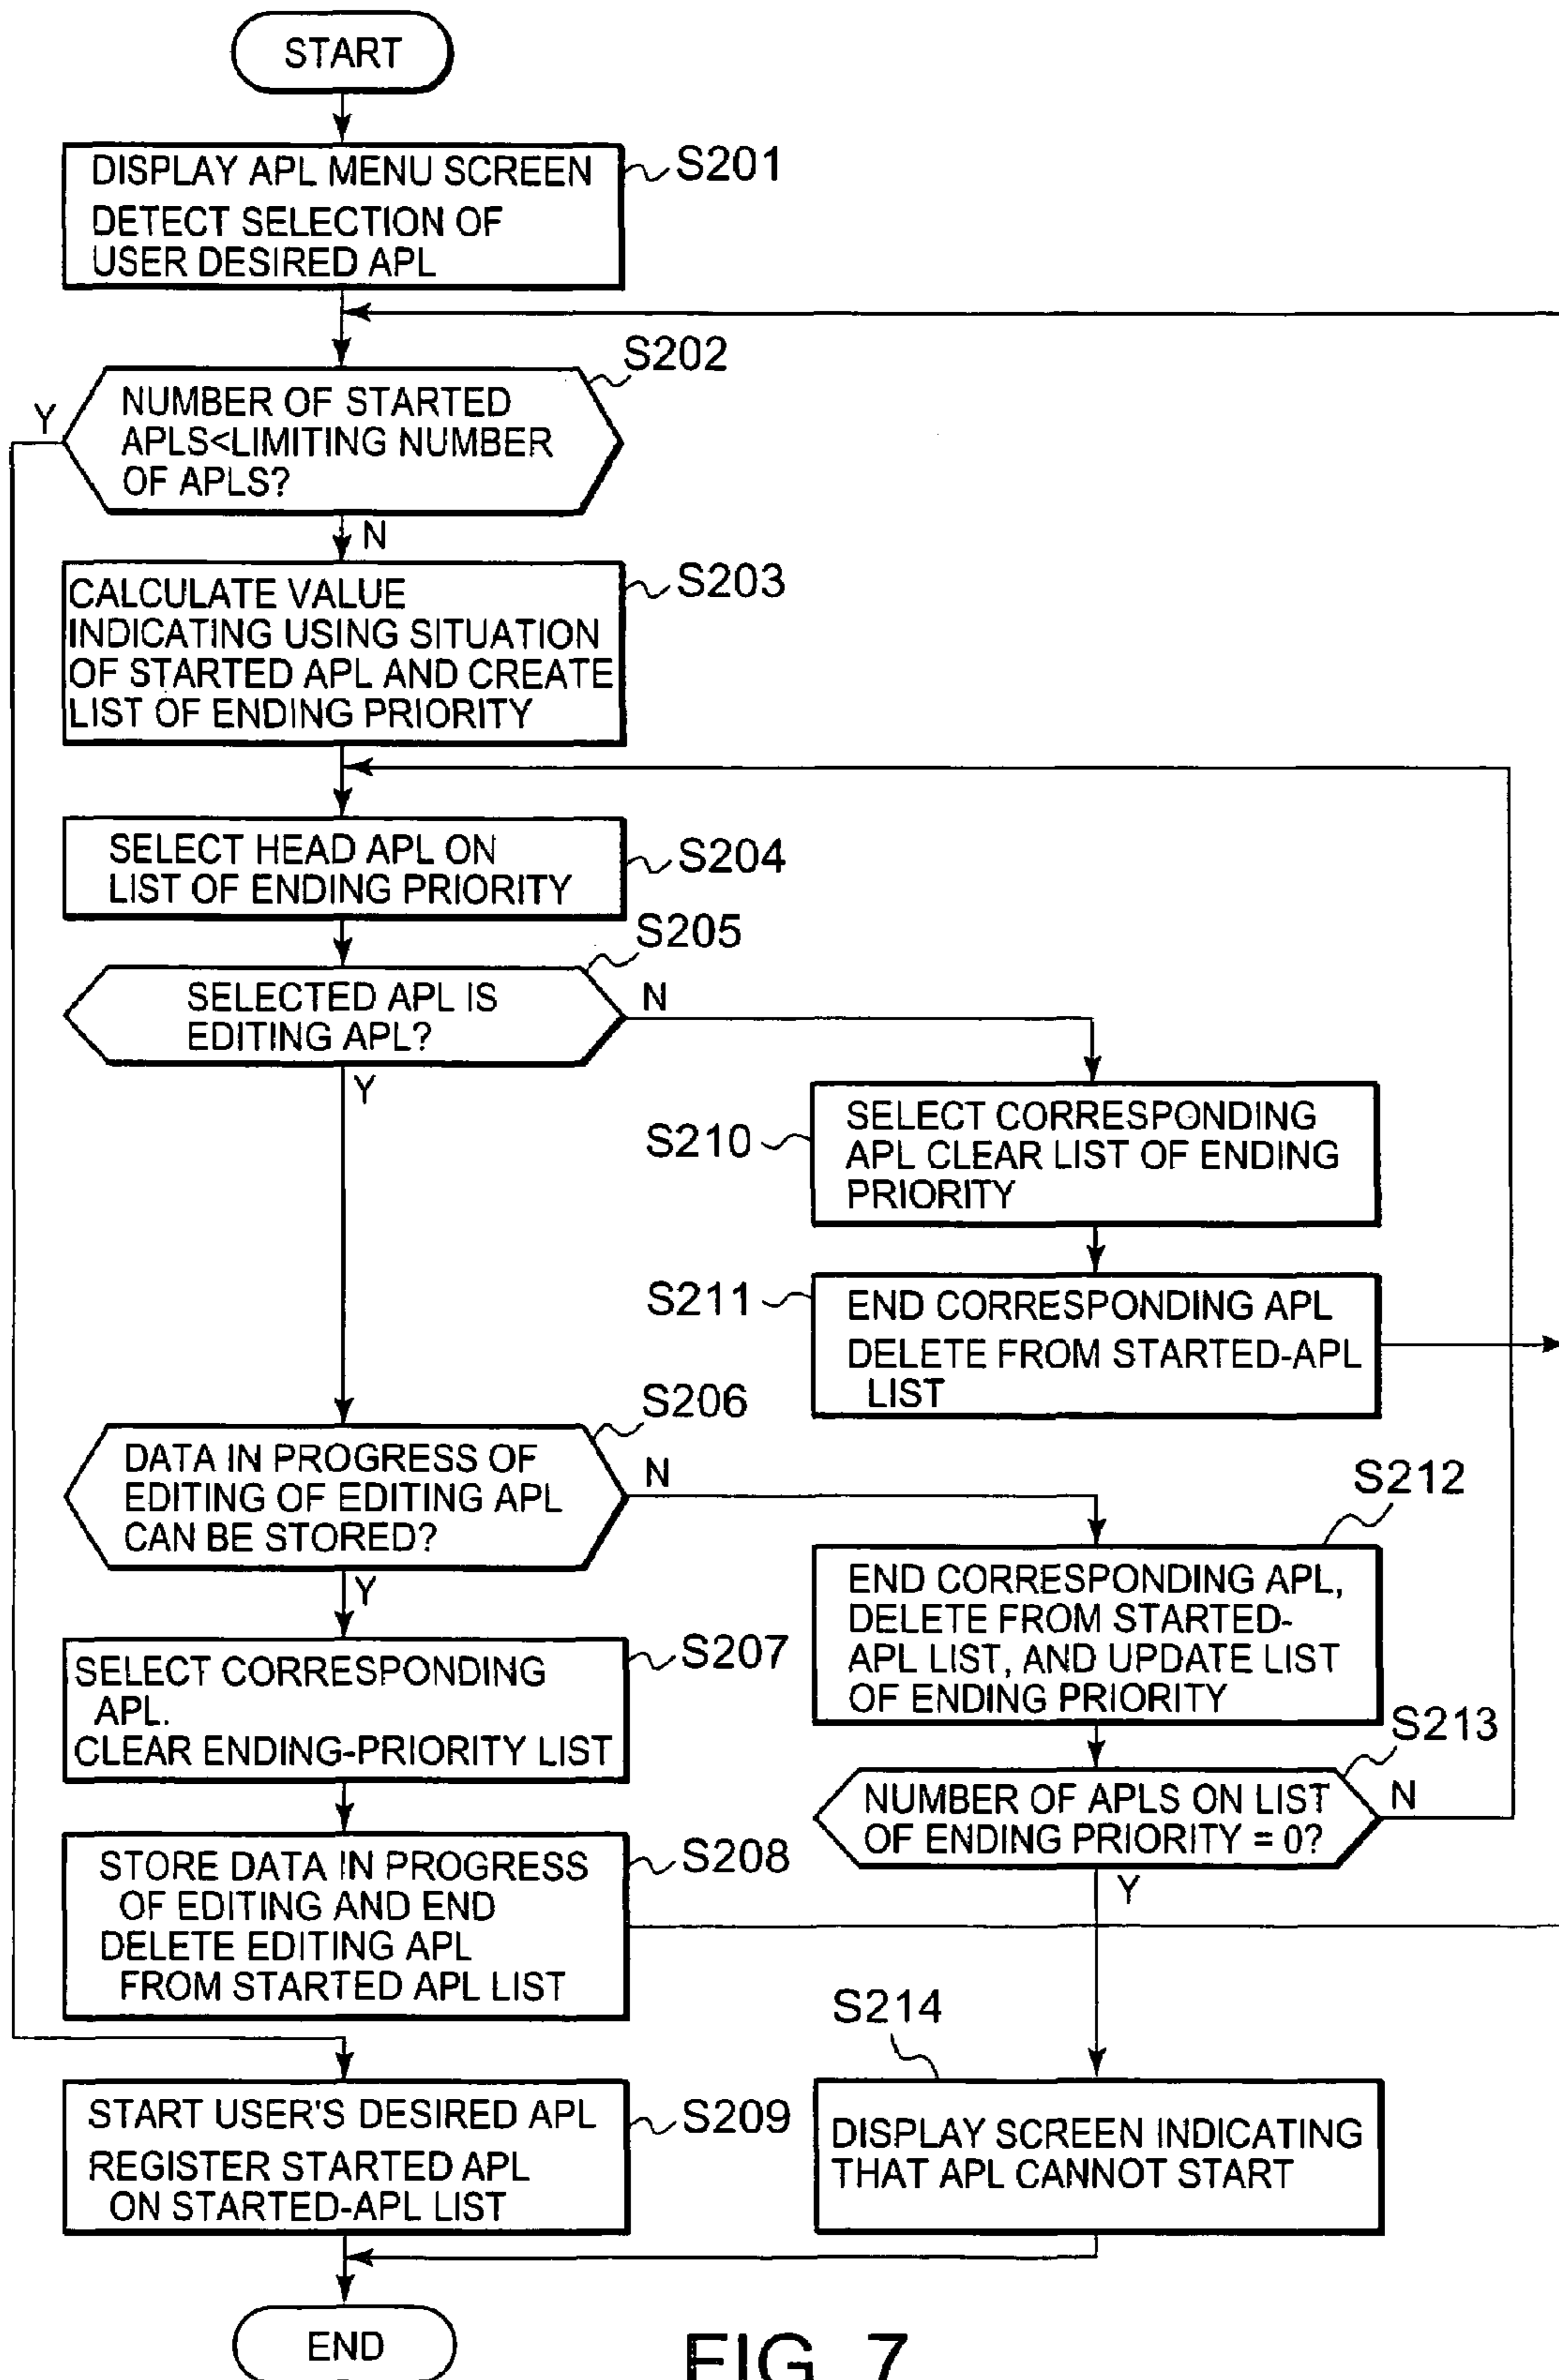 START
DISPLAY APL MENU SCREEN
DETECT SELECTION OF
USER DESIRED APL
S201
S202
NUMBER OF STARTED
APLS<LIMITING NUMBER
OF APLS?
Y
N
CALCULATE VALUE
INDICATING USING SITUATION
OF STARTED APL AND CREATE
LIST OF ENDING PRIORITY
S203
SELECT HEAD APL ON
LIST OF ENDING PRIORITY
S204
S205
SELECTED APL IS
EDITING APL?
N
Y
S210
SELECT CORRESPONDING
APL CLEAR LIST OF ENDING
PRIORITY
S211
END CORRESPONDING APL
DELETE FROM STARTED-APL
LIST
S206
DATA IN PROGRESS OF
EDITING OF EDITING APL
CAN BE STORED?
N
Y
S212
END CORRESPONDING APL,
DELETE FROM STARTED-
APL LIST, AND UPDATE LIST
OF ENDING PRIORITY
SELECT CORRESPONDING
APL.
CLEAR ENDING-PRIORITY LIST
S207
S213
NUMBER OF APLS ON LIST
OF ENDING PRIORITY = 0?
N
Y
STORE DATA IN PROGRESS
OF EDITING AND END
DELETE EDITING APL
FROM STARTED APL LIST
S208
S214
START USER'S DESIRED APL
REGISTER STARTED APL
ON STARTED-APL LIST
S209
DISPLAY SCREEN INDICATING
THAT APL CANNOT START
END
FIG. 7